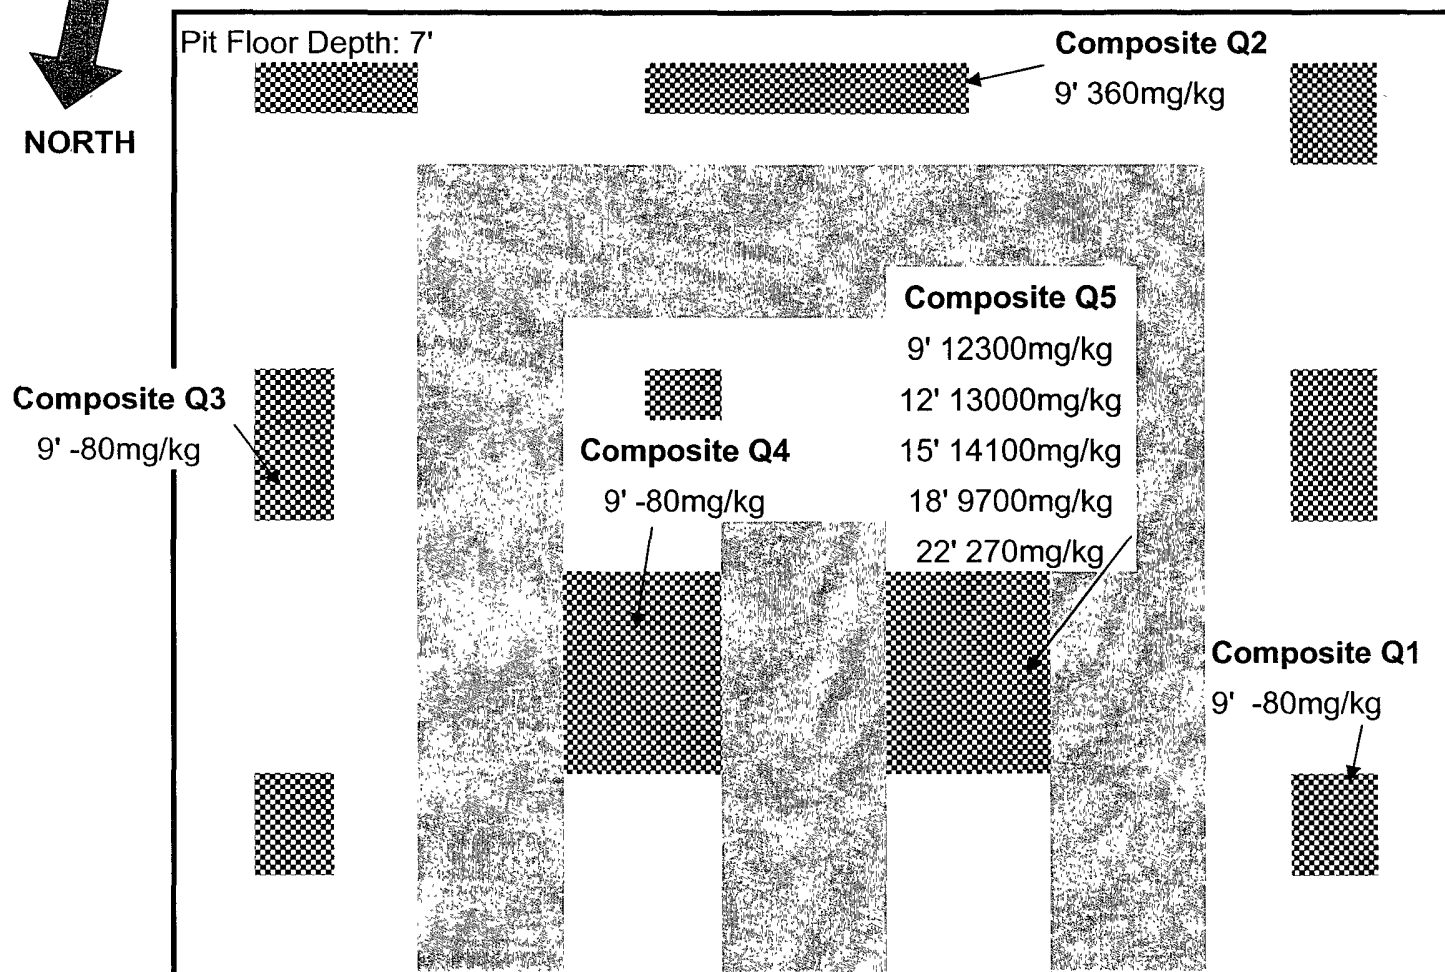 Pit Floor Depth: 7'
Composite Q2
9' 360mg/kg
NORTH
Composite Q5
9' 12300mg/kg
12' 13000mg/kg
15' 14100mg/kg
18' 9700mg/kg
22' 270mg/kg
Composite Q3
9' -80mg/kg
Composite Q4
9' -80mg/kg
Composite Q1
9' -80mg/kg